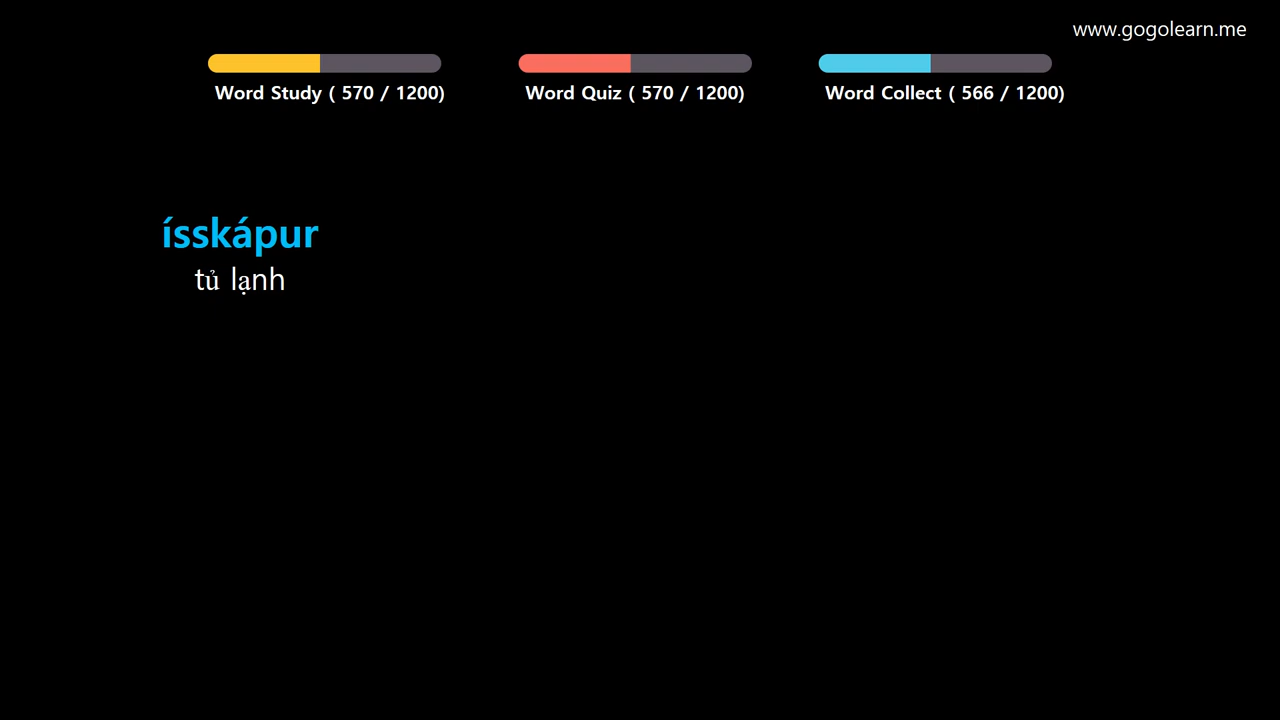 www.gogolearn.me
Word Study ( 570 / 1200)
Word Quiz ( 570 / 1200)
Word Collect ( 566 / 1200)
ísskápur
tủ lạnh